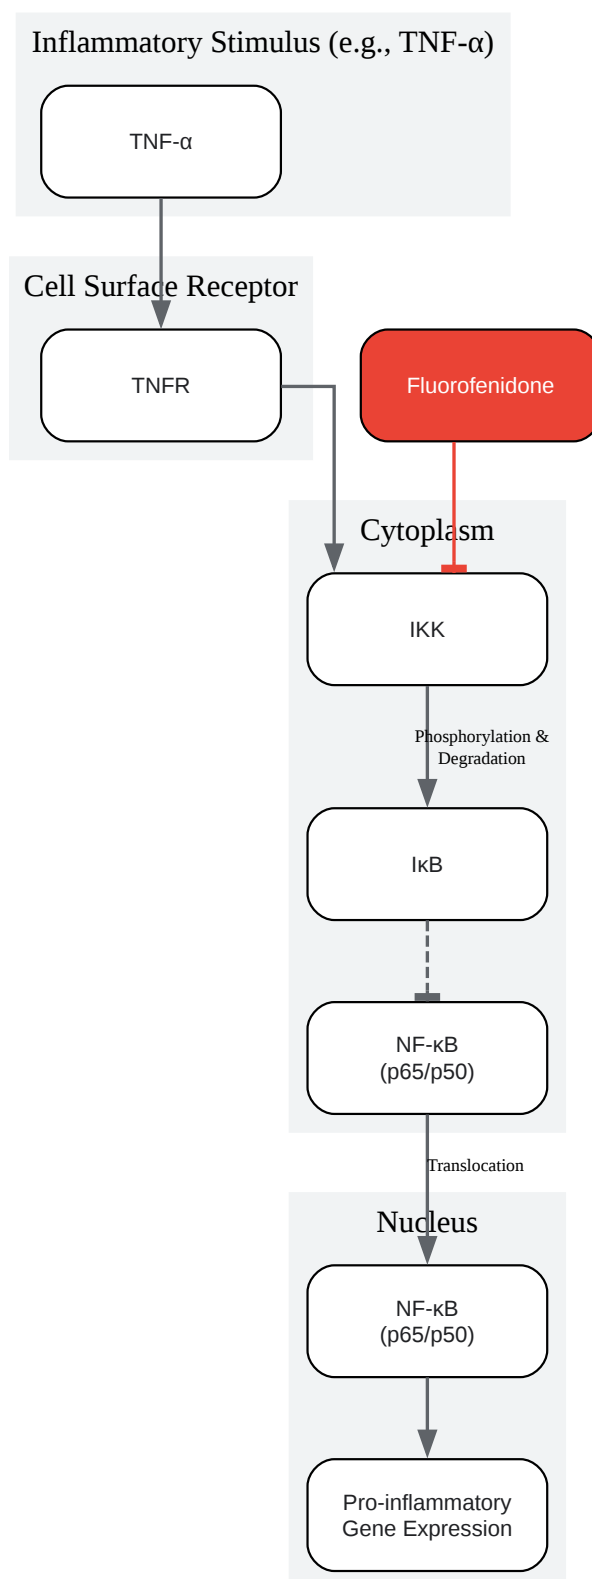 Inflammatory Stimulus (e.g., TNF-α)
TNF-α
Cell Surface Receptor
TNFR
Fluorofenidone
Cytoplasm
IKK
Phosphorylation &
Degradation
IκB
NF-κB
(p65/p50)
Translocation
Nucleus
NF-κB
(p65/p50)
Pro-inflammatory
Gene Expression